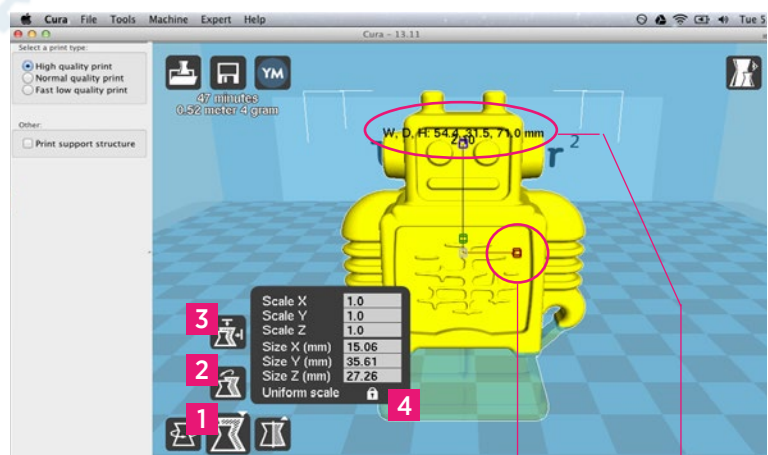 Cura File Tools Machine Expert Help
Tue 5
Cura - 13.11
Select a print type:
High quality print
Normal quality print
Fast low quality print
Other:
Print support structure
YM
47 minutes
0.52 meter 4 gram
W, D, H: 54.4, 31.5, 71.0 mm
r²
Scale X 1.0
Scale Y 1.0
Scale Z 1.0
Size X (mm) 15.06
Size Y (mm) 35.61
Size Z (mm) 27.26
Uniform scale
3
2
1
4